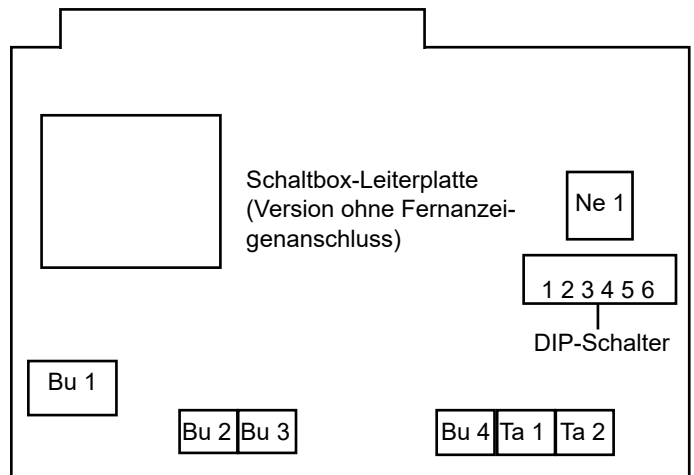 Schaltbox-Leiterplatte
(Version ohne Fernanzei-
genanschluss)
Ne 1
1 2 3 4 5 6
DIP-Schalter
Bu 1
Bu 2 Bu 3
Bu 4 Ta 1 Ta 2